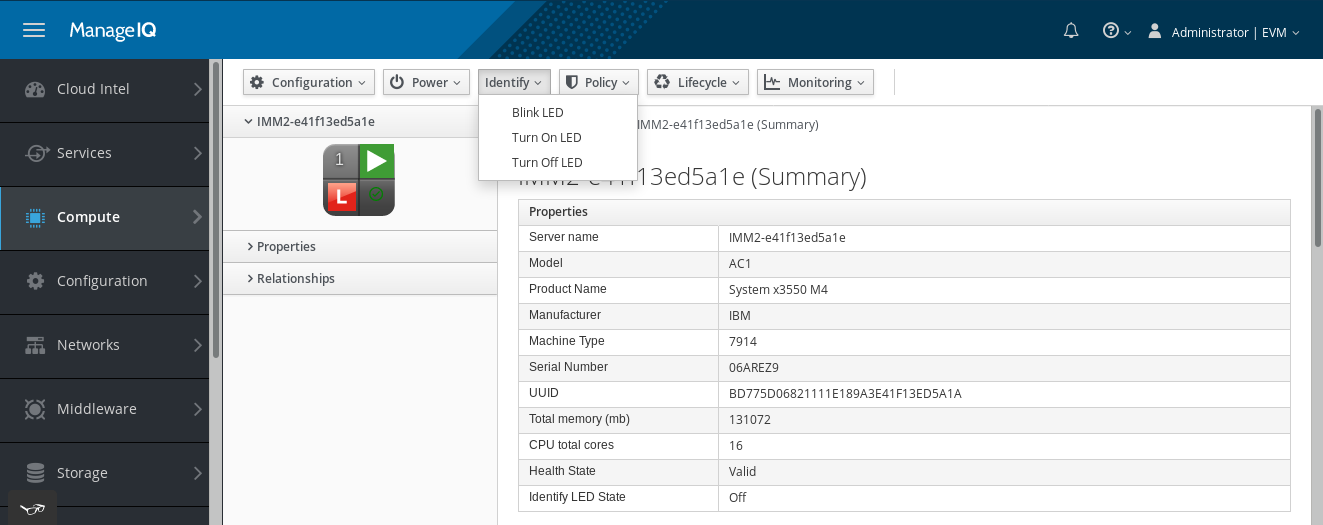 ManageIQ
Administrator | EVM
Cloud Intel
Services
Compute
Configuration
Networks
Middleware
Storage
Configuration Power Identify Policy Lifecycle Monitoring
Blink LED
Turn On LED
Turn Off LED
IMM2-e41f13ed5a1e
1
L
Properties
Relationships
IMM2-e41f13ed5a1e (Summary)
IMM2-e41f13ed5a1e (Summary)
Properties
Server name IMM2-e41f13ed5a1e
Model AC1
Product Name System x3550 M4
Manufacturer IBM
Machine Type 7914
Serial Number 06AREZ9
UUID BD775D06821111E189A3E41F13ED5A1A
Total memory (mb) 131072
CPU total cores 16
Health State Valid
Identify LED State Off